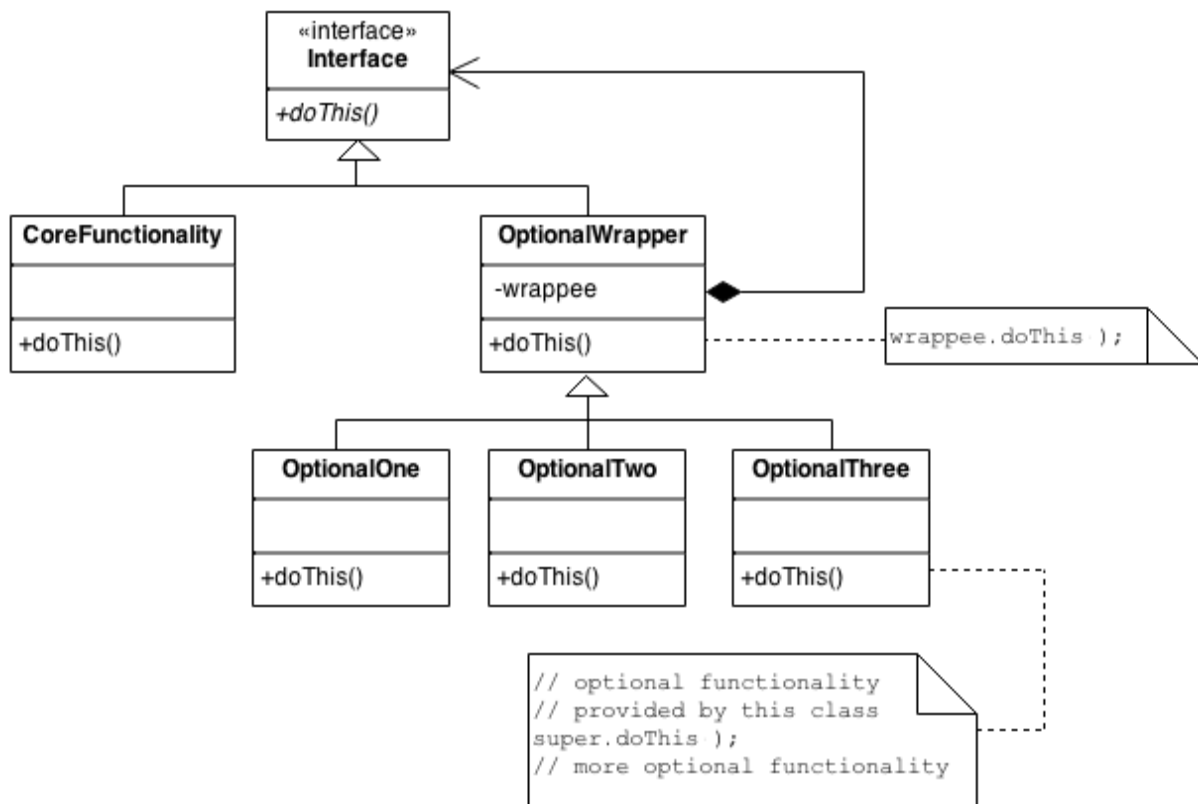 «interface»
Interface
+doThis()
CoreFunctionality
+doThis()
OptionalWrapper
-wrappee
+doThis()
wrappee.doThis );
OptionalOne
+doThis()
OptionalTwo
+doThis()
OptionalThree
+doThis()
// optional functionality
// provided by this class
super.doThis );
// more optional functionality